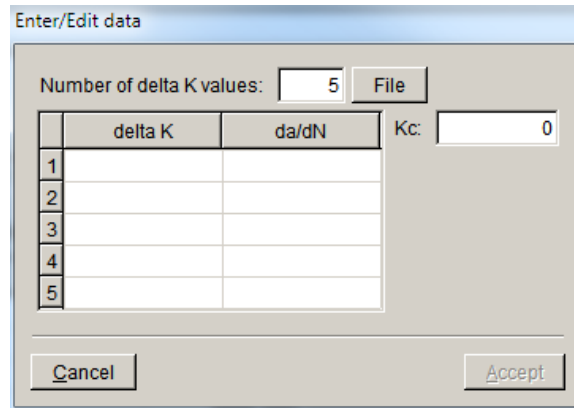 Enter/Edit data
Number of delta K values: 5 File
delta K da/dN Kc: 0
1
2
3
4
5
Cancel Accept